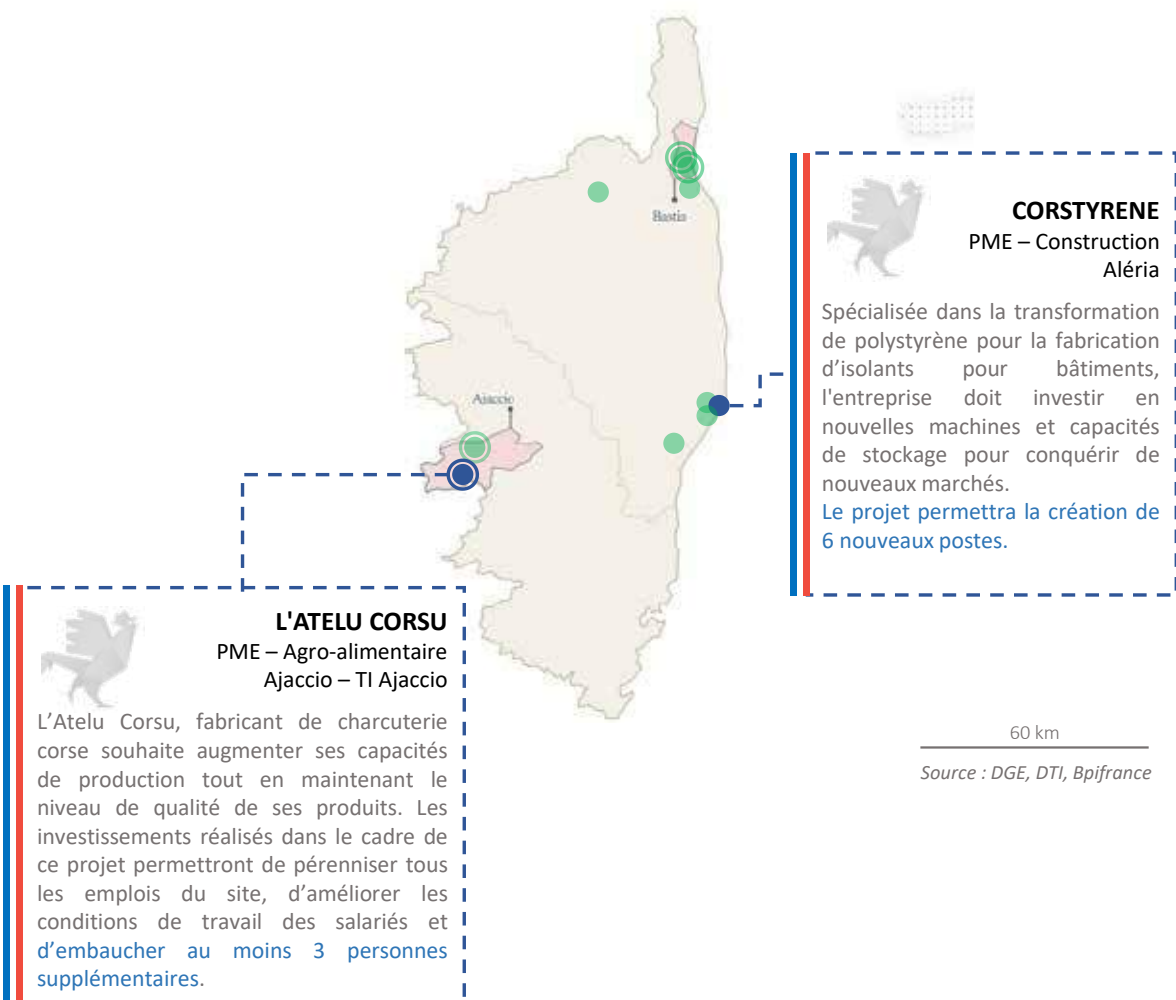 Bastia
Ajaccio
CORSTYRENE
PME – Construction
Aléria
Spécialisée dans la transformation
de polystyrène pour la fabrication
d'isolants pour bâtiments,
l'entreprise doit investir en
nouvelles machines et capacités
de stockage pour conquérir de
nouveaux marchés.
Le projet permettra la création de
6 nouveaux postes.
L'ATELU CORSU
PME – Agro-alimentaire
Ajaccio – TI Ajaccio
L’Atelu Corsu, fabricant de charcuterie
corse souhaite augmenter ses capacités
de production tout en maintenant le
niveau de qualité de ses produits. Les
investissements réalisés dans le cadre de
ce projet permettront de pérenniser tous
les emplois du site, d’améliorer les
conditions de travail des salariés et
d’embaucher au moins 3 personnes
supplémentaires.
60 km
Source : DGE, DTI, Bpifrance